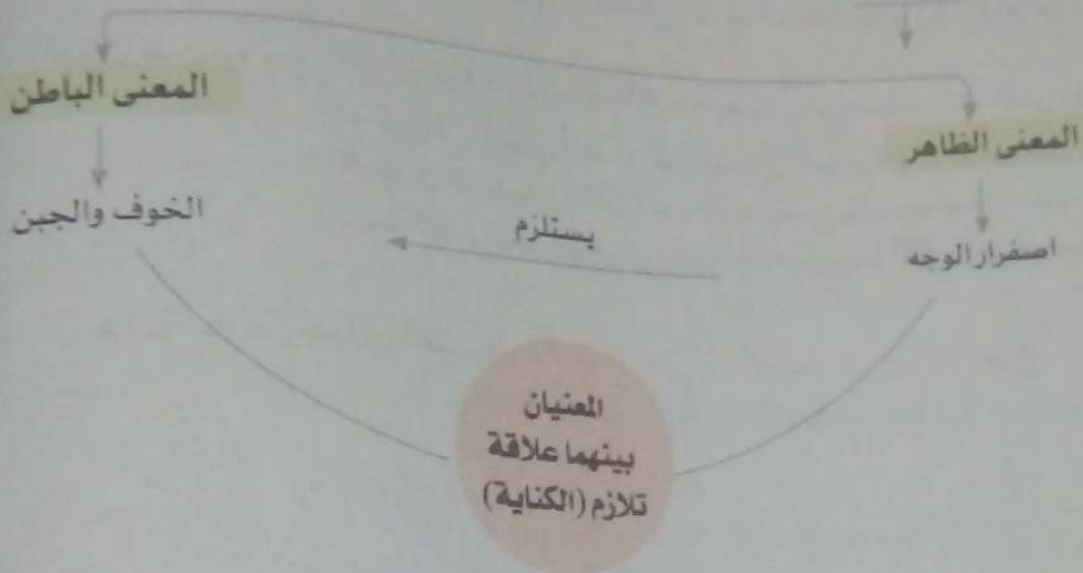 المعنى الظاهر
المعنى الباطن
اصفرار الوجه
يستلزم
الخوف والجبن
المعنيان
بينهما علاقة
تلازم (الكناية)